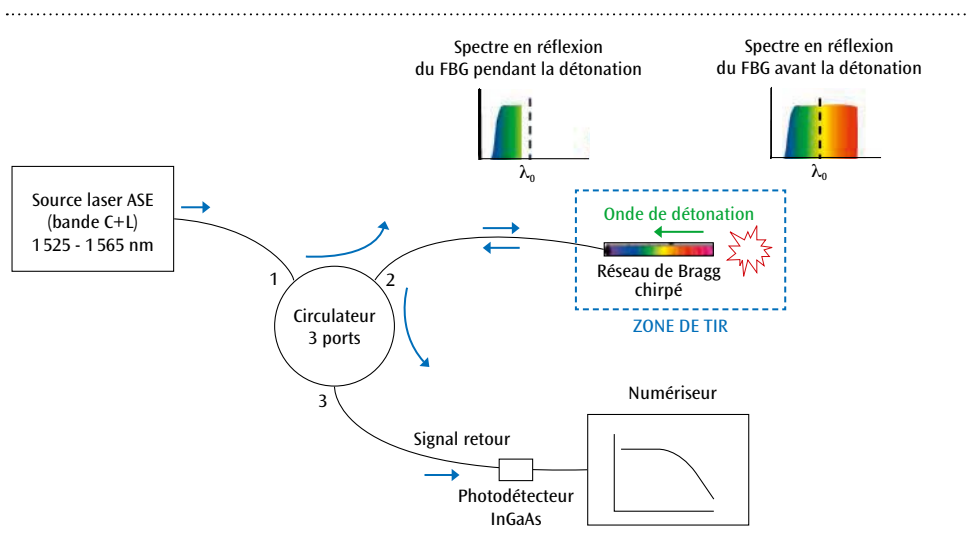 Spectre en réflexion
du FBG pendant la détonation
λ₀
Spectre en réflexion
du FBG avant la détonation
λ₀
Source laser ASE
(bande C+L)
1 525 - 1 565 nm
Onde de détonation
Réseau de Bragg
chirpé
ZONE DE TIR
1
2
Circulateur
3 ports
3
Signal retour
Photodétecteur
InGaAs
Numériseur